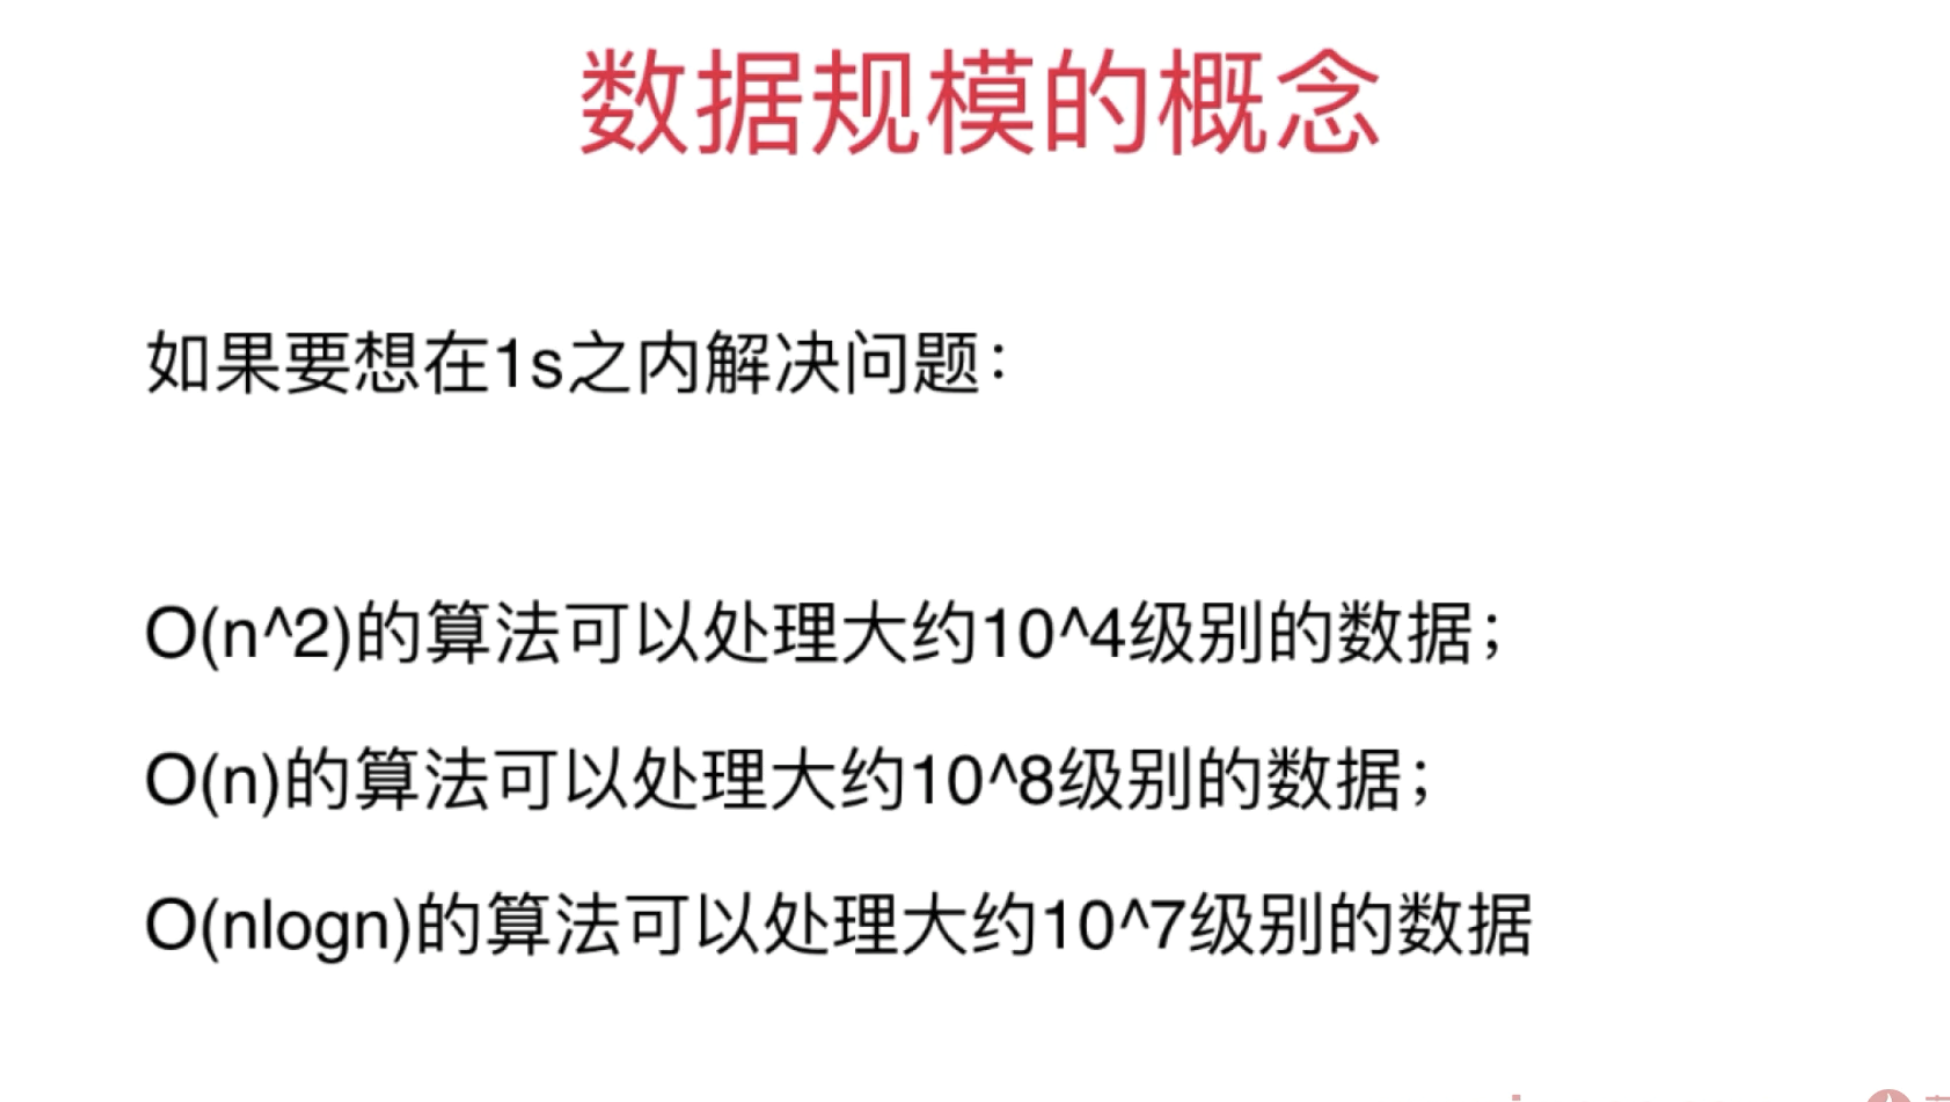 数据规模的概念
如果要想在1s之内解决问题：
O(n^2)的算法可以处理大约10^4级别的数据；
O(n)的算法可以处理大约10^8级别的数据；
O(nlogn)的算法可以处理大约10^7级别的数据